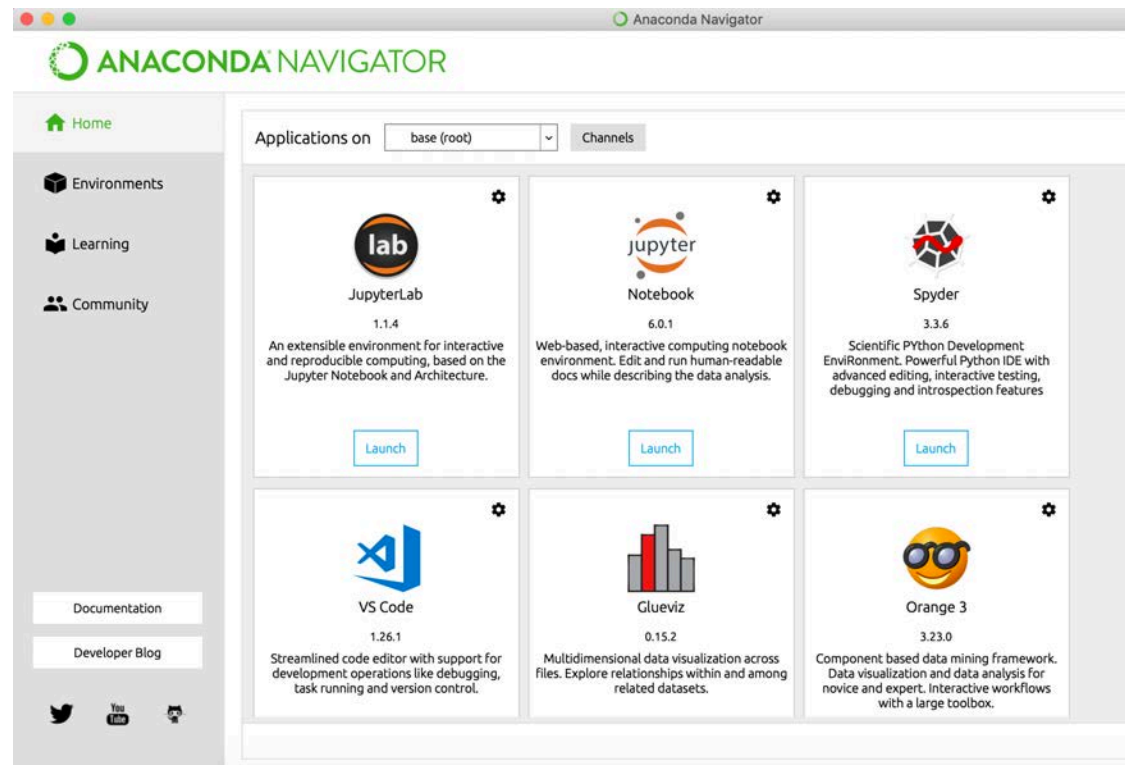 Anaconda Navigator
ANACONDA NAVIGATOR
Home
Environments
Learning
Community
Documentation
Developer Blog
You
Tube
Applications on
base (root)
Channels
lab
JupyterLab
1.1.4
An extensible environment for interactive
and reproducible computing, based on the
Jupyter Notebook and Architecture.
Launch
jupyter
Notebook
6.0.1
Web-based, interactive computing notebook
environment. Edit and run human-readable
docs while describing the data analysis.
Launch
Spyder
3.3.6
Scientific PYthon Development
EnviRonment. Powerful Python IDE with
advanced editing, interactive testing,
debugging and introspection features
Launch
VS Code
1.26.1
Streamlined code editor with support for
development operations like debugging,
task running and version control.
Glueviz
0.15.2
Multidimensional data visualization across
files. Explore relationships within and among
related datasets.
Orange 3
3.23.0
Component based data mining framework.
Data visualization and data analysis for
novice and expert. Interactive workflows
with a large toolbox.